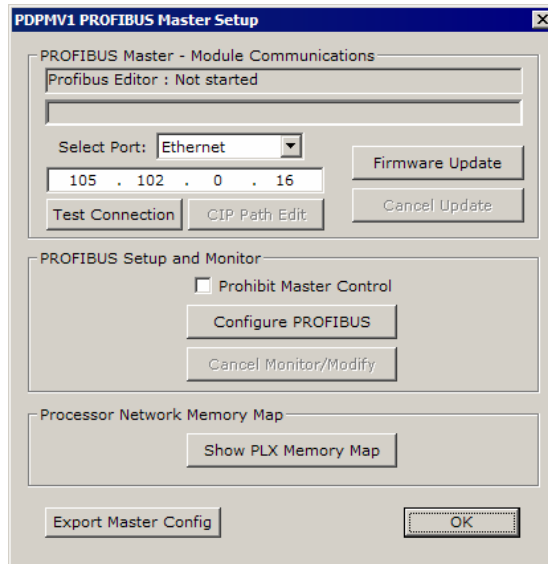 PDPMV1 PROFIBUS Master Setup
PROFIBUS Master - Module Communications
Profibus Editor : Not started
Select Port: Ethernet
Firmware Update
105 . 102 . 0 . 16
Cancel Update
Test Connection CIP Path Edit
PROFIBUS Setup and Monitor
Prohibit Master Control
Configure PROFIBUS
Cancel Monitor/Modify
Processor Network Memory Map
Show PLX Memory Map
Export Master Config OK